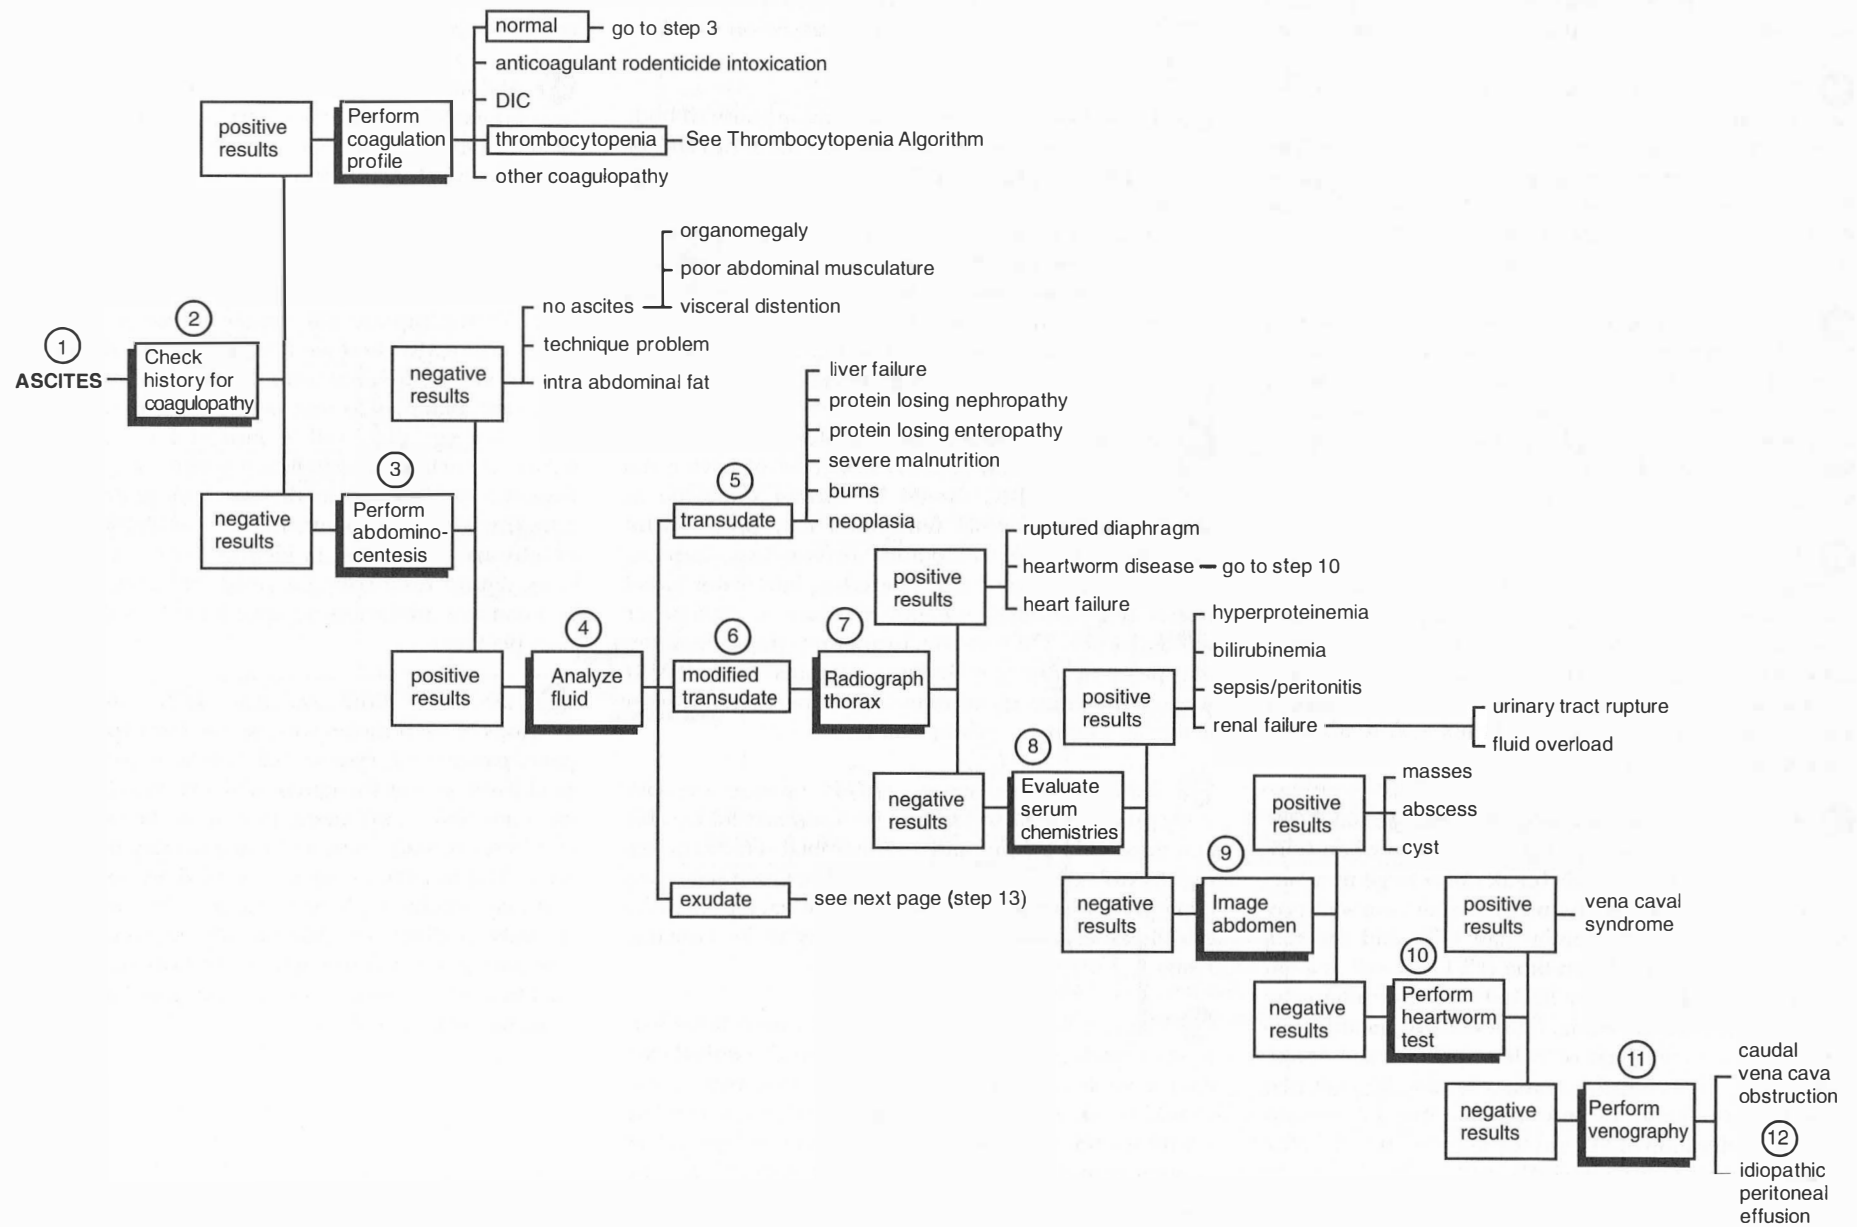 normal
go to step 3
anticoagulant rodenticide intoxication
DIC
positive
results
Perform
coagulation
profile
thrombocytopenia
See Thrombocytopenia Algorithm
other coagulopathy
organomegaly
poor abdominal musculature
no ascites
visceral distention
technique problem
intra abdominal fat
1
ASCITES
2
Check
history for
coagulopathy
negative
results
3
negative
results
Perform
abdomino-
centesis
liver failure
protein losing nephropathy
protein losing enteropathy
severe malnutrition
burns
neoplasia
5
transudate
positive
results
4
Analyze
fluid
6
modified
transudate
7
Radiograph
thorax
exudate
see next page (step 13)
positive
results
ruptured diaphragm
heartworm disease
go to step 10
heart failure
negative
results
8
Evaluate
serum
chemistries
positive
results
hyperproteinemia
bilirubinemia
sepsis/peritonitis
renal failure
urinary tract rupture
fluid overload
negative
results
9
Image
abdomen
positive
results
masses
abscess
cyst
negative
results
10
Perform
heartworm
test
positive
results
vena caval
syndrome
negative
results
11
Perform
venography
caudal
vena cava
obstruction
12
idiopathic
peritoneal
effusion